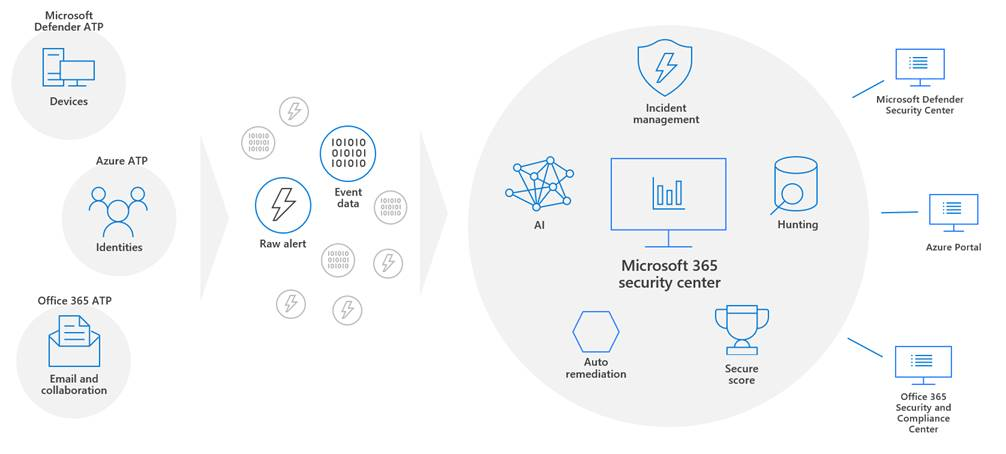 Microsoft
Defender ATP
Devices
Azure ATP
Identities
Office 365 ATP
Email and
collaboration
101010
010101
101010
101010
010101
101010
Event
data
Raw alert
101010
010101
101010
101010
010101
101010
Incident
management
AI
Hunting
Microsoft 365
security center
Auto
remediation
Secure
score
Microsoft Defender
Security Center
Azure Portal
Office 365
Security and
Compliance
Center